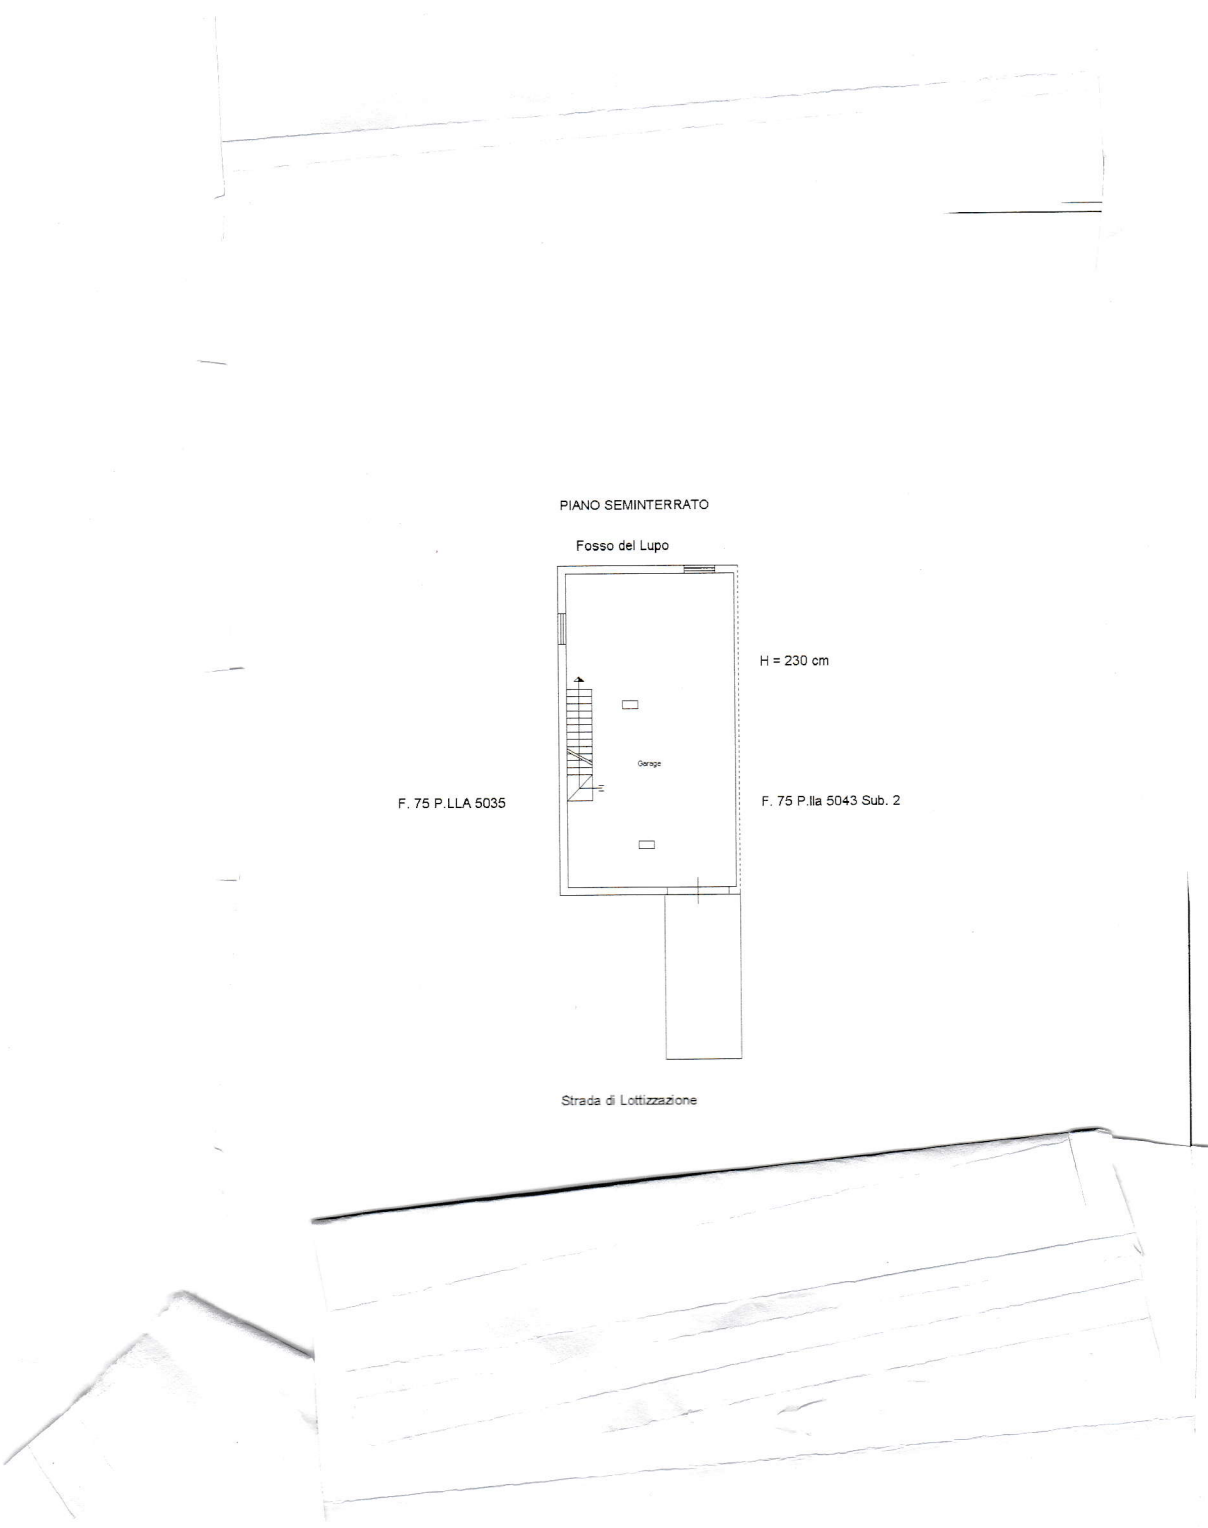 PIANO SEMINTERRATO
Fosso del Lupo
H = 230 cm
Garage
F. 75 P.LLA 5035
F. 75 P.lla 5043 Sub. 2
Strada di Lottizzazione